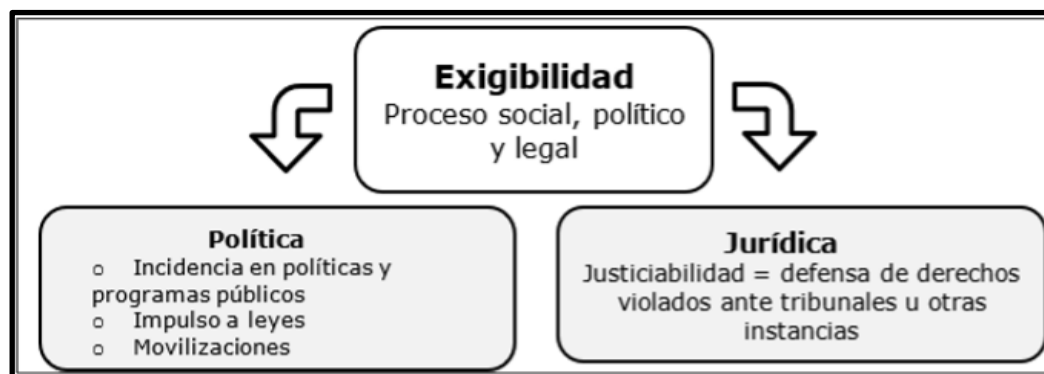 Exigibilidad
Proceso social, político
y legal
Política
o Incidencia en políticas y
programas públicos
o Impulso a leyes
o Movilizaciones
Jurídica
Justiciabilidad = defensa de derechos
violados ante tribunales u otras
instancias